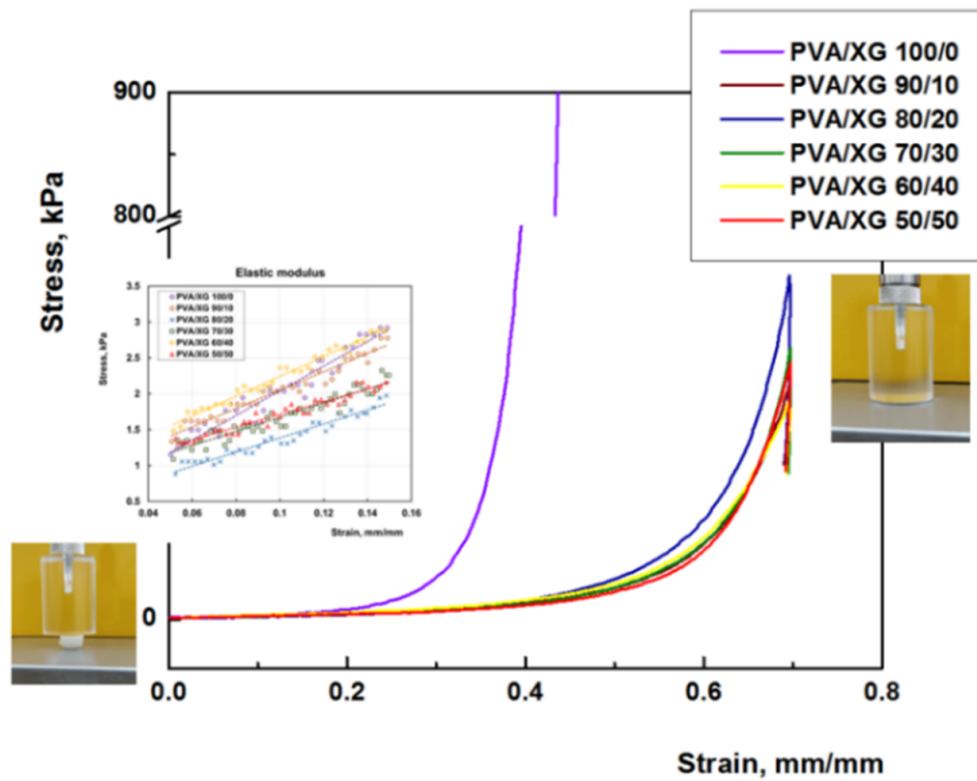 PVA/XG 100/0
PVA/XG 90/10
PVA/XG 80/20
PVA/XG 70/30
PVA/XG 60/40
PVA/XG 50/50
900
800
0
Stress, kPa
Elastic modulus
PVA/XG 100/0
PVA/XG 90/10
PVA/XG 80/20
PVA/XG 70/30
PVA/XG 60/40
PVA/XG 50/50
3.5
3
2.5
2
1.5
1
0.5
Stress, kPa
0.04 0.06 0.08 0.1 0.12 0.14 0.16
Strain, mm/mm
0.0 0.2 0.4 0.6 0.8
Strain, mm/mm